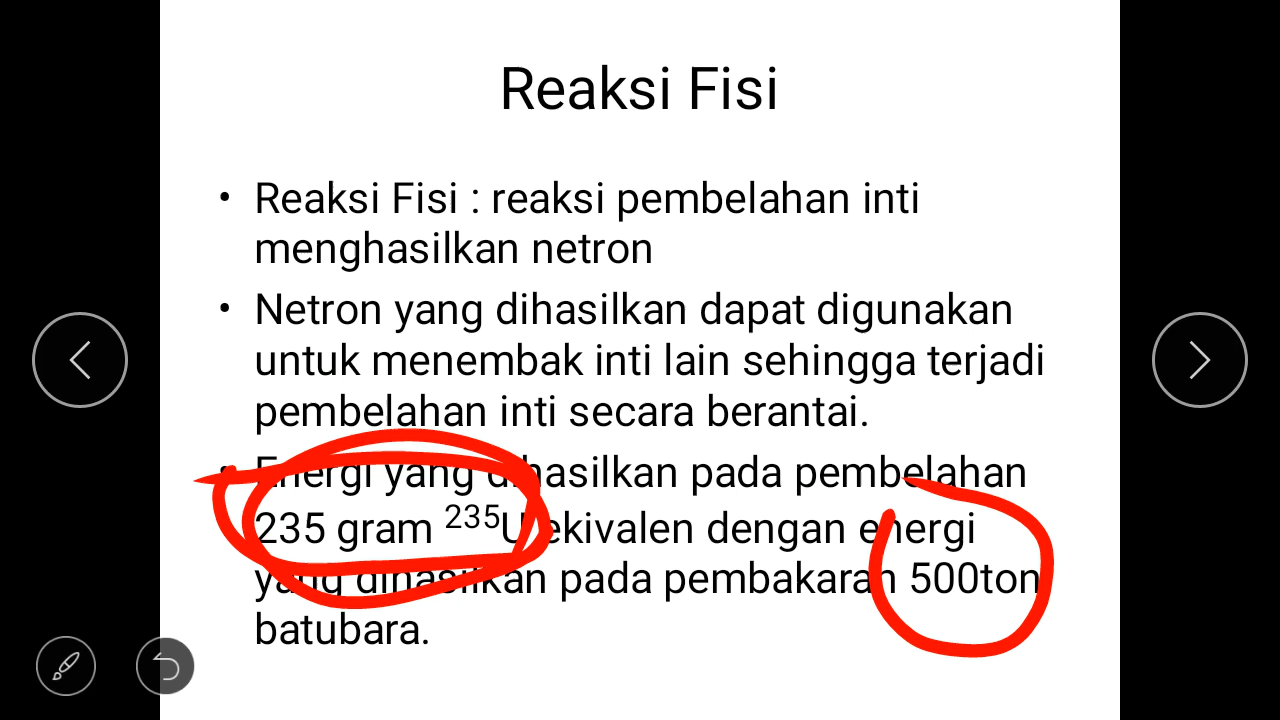 Reaksi Fisi
• Reaksi Fisi : reaksi pembelahan inti
menghasilkan netron
• Netron yang dihasilkan dapat digunakan
untuk menembak inti lain sehingga terjadi
pembelahan inti secara berantai.
• Energi yang dihasilkan pada pembelahan
235 gram ²³⁵U ekivalen dengan energi
yang dihasilkan pada pembakaran 500ton
batubara.